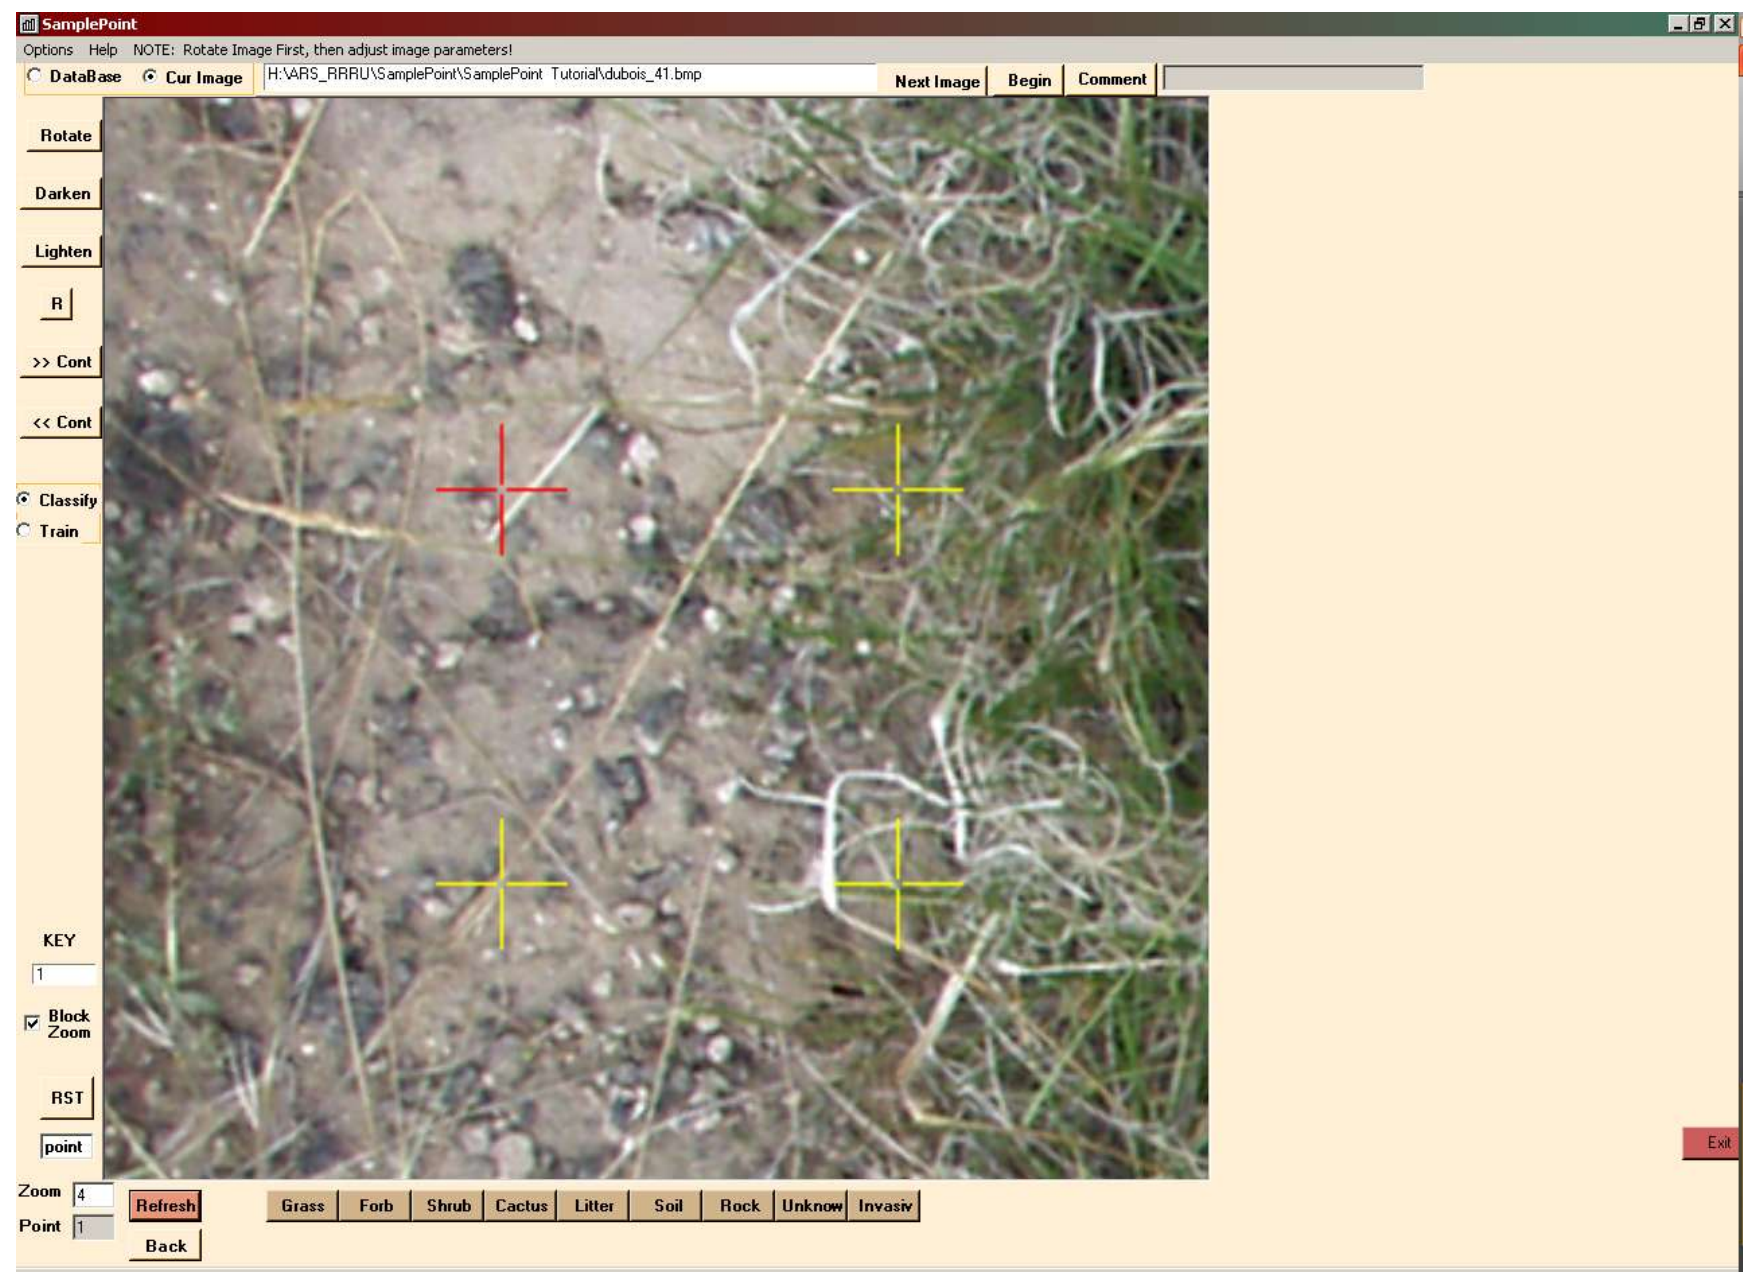 SamplePoint
Options Help NOTE: Rotate Image First, then adjust image parameters!
DataBase Cur Image H:\ARS_RRRU\SamplePoint\SamplePoint Tutorial\dubois_41.bmp Next Image Begin Comment
Rotate
Darken
Lighten
R
>> Cont
<< Cont
Classify
Train
KEY
1
Block
Zoom
RST
point
Exit
Zoom 4 Refresh Grass Forb Shrub Cactus Litter Soil Rock Unknow Invasiv
Point 1
Back